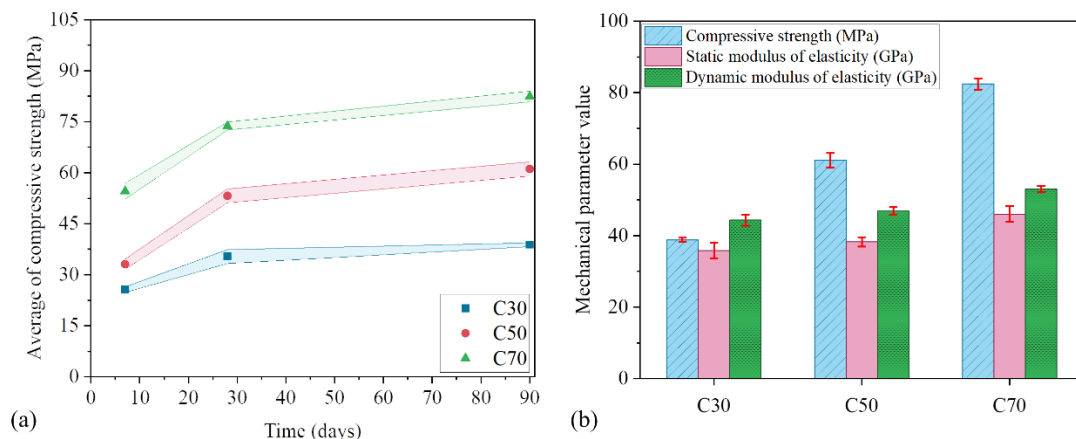 105
90
75
60
45
30
15
0
Average of compressive strength (MPa)
C30
C50
C70
0 10 20 30 40 50 60 70 80 90
Time (days)
(a)
100
80
60
40
20
0
Mechanical parameter value
Compressive strength (MPa)
Static modulus of elasticity (GPa)
Dynamic modulus of elasticity (GPa)
C30 C50 C70
(b)